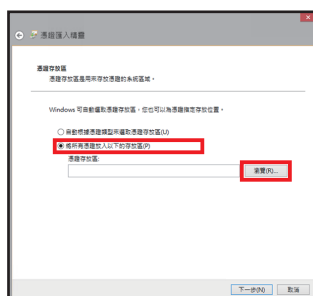 憑證匯入精靈
憑證存放區
憑證存放區是用來存放憑證的系統區域。
Windows 可自動選取憑證存放區，您也可以為憑證指定存放位置。
自動根據憑證類型來選取憑證存放區(U)
將所有憑證放入以下的存放區(P)
憑證存放區:
瀏覽(R)...
下一步(N) 取消